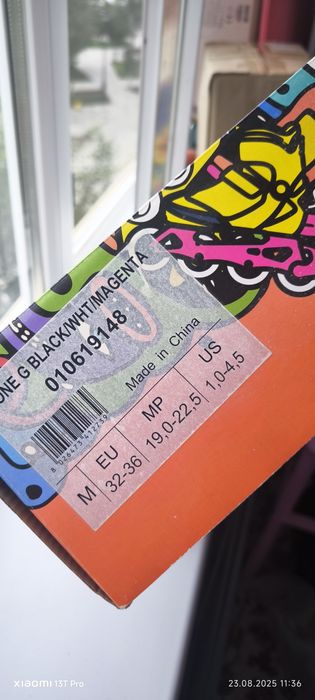 ONE G BLACK/WHT/MAGENTA
010619148
Made in China
M EU MP US
32-36 19,0-22,5 1,0-4,5
xiaomi 13T Pro
23.08.2025 11:36